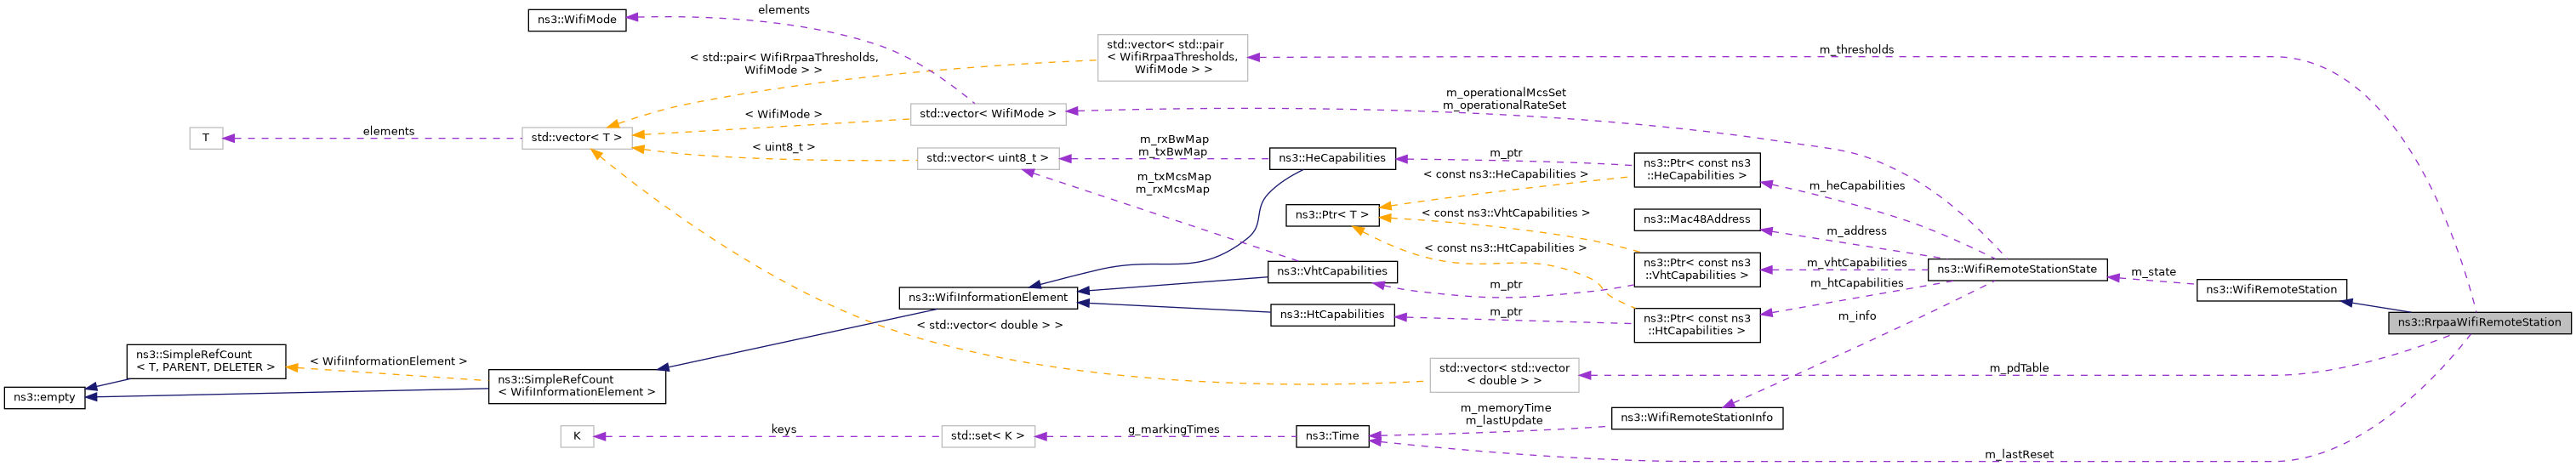 ns3::WifiMode
elements
std::vector< std::pair
< WifiRrpaaThresholds,
WifiMode > >
m_thresholds
< std::pair< WifiRrpaaThresholds,
WifiMode > >
m_operationalMcsSet
m_operationalRateSet
std::vector< WifiMode >
< WifiMode >
T
elements
std::vector< T >
< uint8_t >
std::vector< uint8_t >
m_rxBwMap
m_txBwMap
ns3::HeCapabilities
m_ptr
ns3::Ptr< const ns3
::HeCapabilities >
m_heCapabilities
m_txMcsMap
m_rxMcsMap
< const ns3::HeCapabilities >
ns3::Ptr< T >
< const ns3::VhtCapabilities >
ns3::Mac48Address
m_address
< const ns3::HtCapabilities >
ns3::VhtCapabilities
ns3::Ptr< const ns3
::VhtCapabilities >
m_vhtCapabilities
ns3::WifiRemoteStationState
m_state
ns3::WifiRemoteStation
m_ptr
m_htCapabilities
ns3::WifiInformationElement
ns3::HtCapabilities
m_ptr
ns3::Ptr< const ns3
::HtCapabilities >
m_info
ns3::RrpaaWifiRemoteStation
< std::vector< double > >
ns3::SimpleRefCount
< T, PARENT, DELETER >
< WifiInformationElement >
ns3::SimpleRefCount
< WifiInformationElement >
ns3::empty
std::vector< std::vector
< double > >
m_pdTable
K
keys
std::set< K >
g_markingTimes
ns3::Time
m_memoryTime
m_lastUpdate
ns3::WifiRemoteStationInfo
m_lastReset